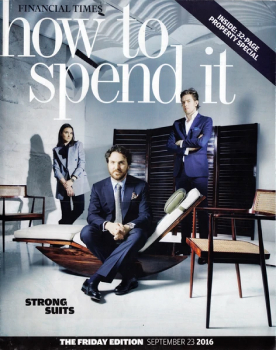 FINANCIAL TIMES
how to
spend it
INSIDE: 32-PAGE
PROPERTY SPECIAL
STRONG
SUITS
THE FRIDAY EDITION SEPTEMBER 23 2016